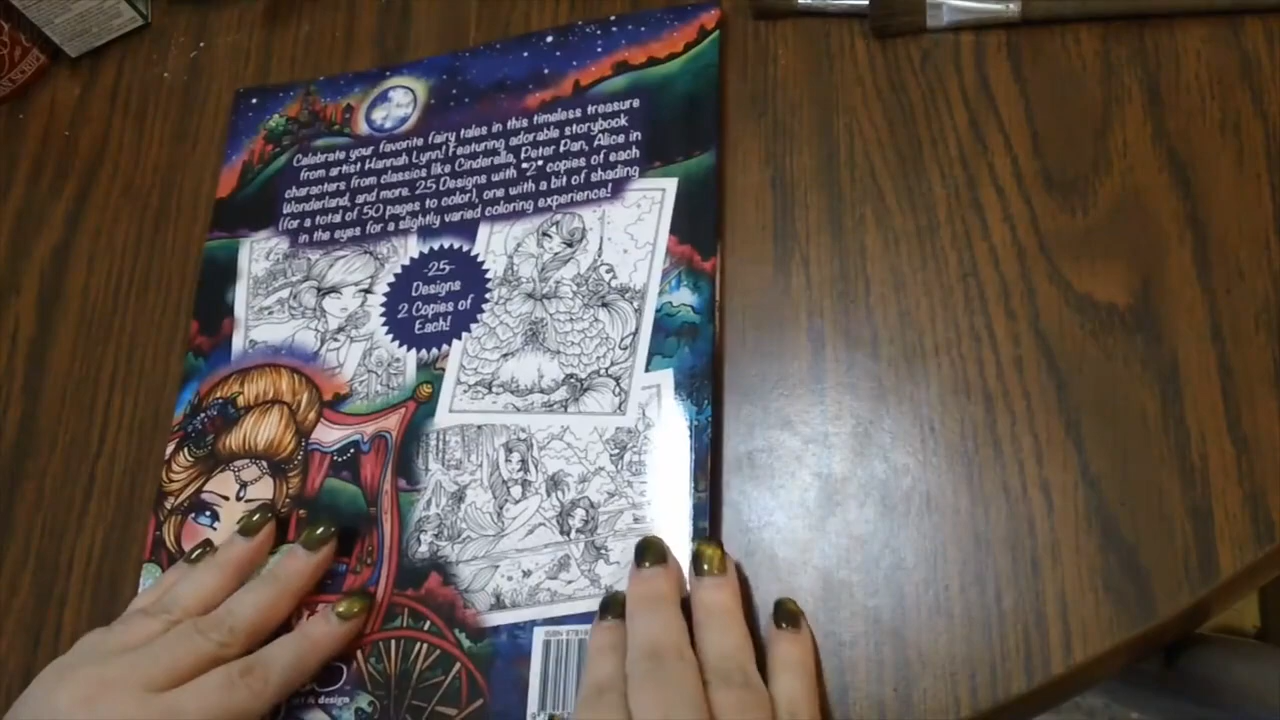 Celebrate your favorite fairy tales in this timeless treasure
from artist Hannah Lynn! Featuring adorable storybook
characters from classics like Cinderella, Peter Pan, Alice in
Wonderland, and more. 25 Designs with "2" copies of each
(for a total of 50 pages to color), one with a bit of shading
in the eyes for a slightly varied coloring experience!
-25-
Designs
2 Copies of
Each!
ISBN 9781
& design